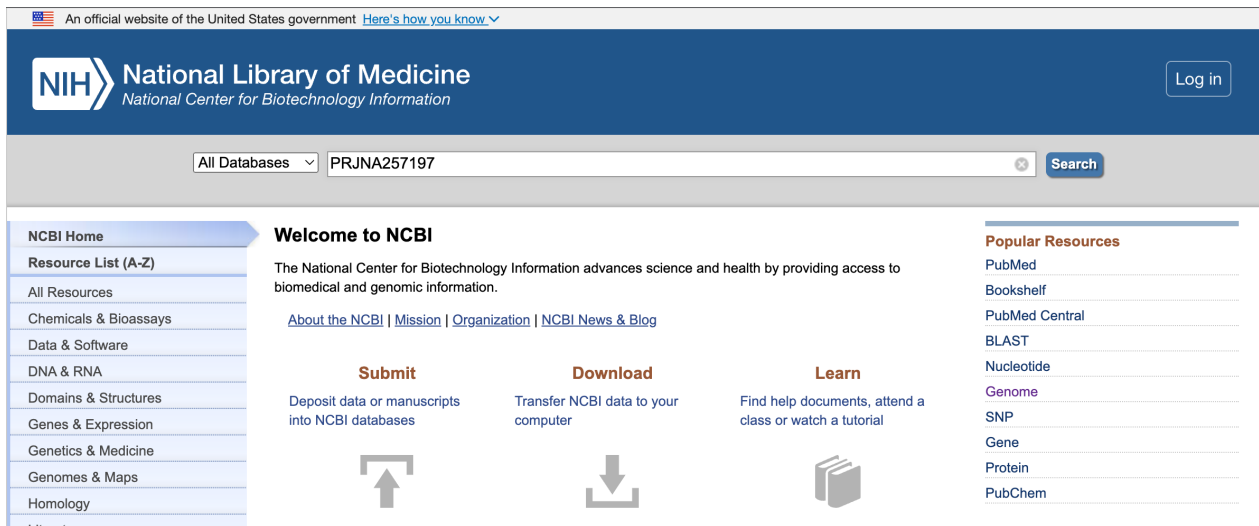 An official website of the United States government Here's how you know
NIH National Library of Medicine
National Center for Biotechnology Information
Log in
All Databases PRJNA257197 Search
NCBI Home
Resource List (A-Z)
All Resources
Chemicals & Bioassays
Data & Software
DNA & RNA
Domains & Structures
Genes & Expression
Genetics & Medicine
Genomes & Maps
Homology
Welcome to NCBI
The National Center for Biotechnology Information advances science and health by providing access to
biomedical and genomic information.
About the NCBI | Mission | Organization | NCBI News & Blog
Submit
Deposit data or manuscripts
into NCBI databases
Download
Transfer NCBI data to your
computer
Learn
Find help documents, attend a
class or watch a tutorial
Popular Resources
PubMed
Bookshelf
PubMed Central
BLAST
Nucleotide
Genome
SNP
Gene
Protein
PubChem